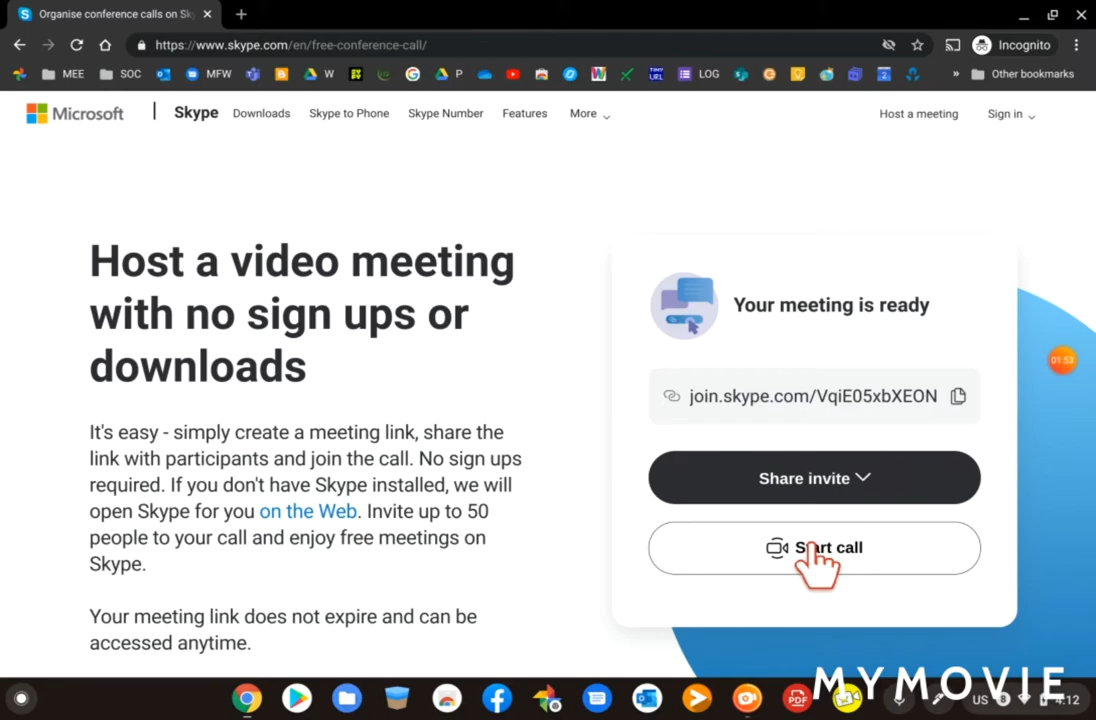 Organise conference calls on Sky
https://www.skype.com/en/free-conference-call/
Incognito
MEE
SOC
MFW
W
P
LOG
Other bookmarks
Microsoft
Skype
Downloads
Skype to Phone
Skype Number
Features
More
Host a meeting
Sign in
Host a video meeting
with no sign ups or
downloads
It's easy - simply create a meeting link, share the
link with participants and join the call. No sign ups
required. If you don't have Skype installed, we will
open Skype for you on the Web. Invite up to 50
people to your call and enjoy free meetings on
Skype.
Your meeting link does not expire and can be
accessed anytime.
Your meeting is ready
join.skype.com/VqiE05xbXEON
Share invite
Start call
01:53
MYMOVIE
PDF
US
4:12